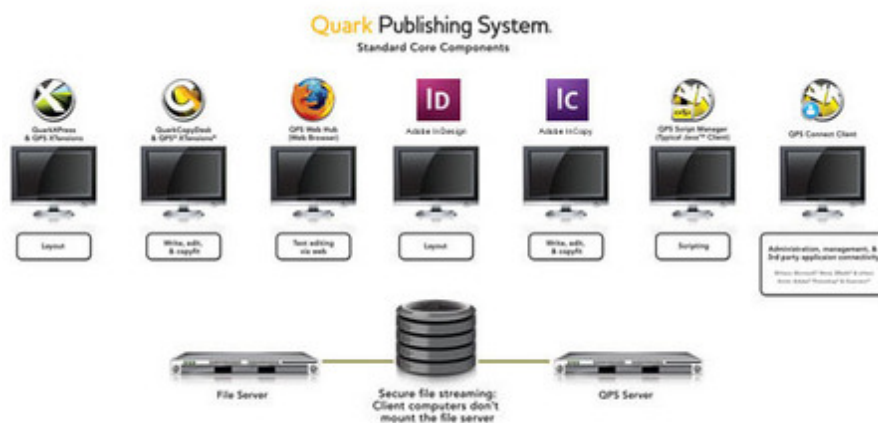 Quark Publishing System.
Standard Core Components
ID
IC
QuarkXPress
& QPS XTensions
QuarkCopyDesk
& QPS® XTensions®
QPS Web Hub
(Web Browser)
Adobe InDesign
Adobe InCopy
QPS Script Manager
(Typical Java™ Client)
QPS Connect Client
Layout
Write, edit,
& copyfit
Text editing
via web
Layout
Write, edit,
& copyfit
Scripting
Administration, management, &
3rd party application connectivity
File Server
Secure file streaming:
Client computers don't
mount the file server
QPS Server